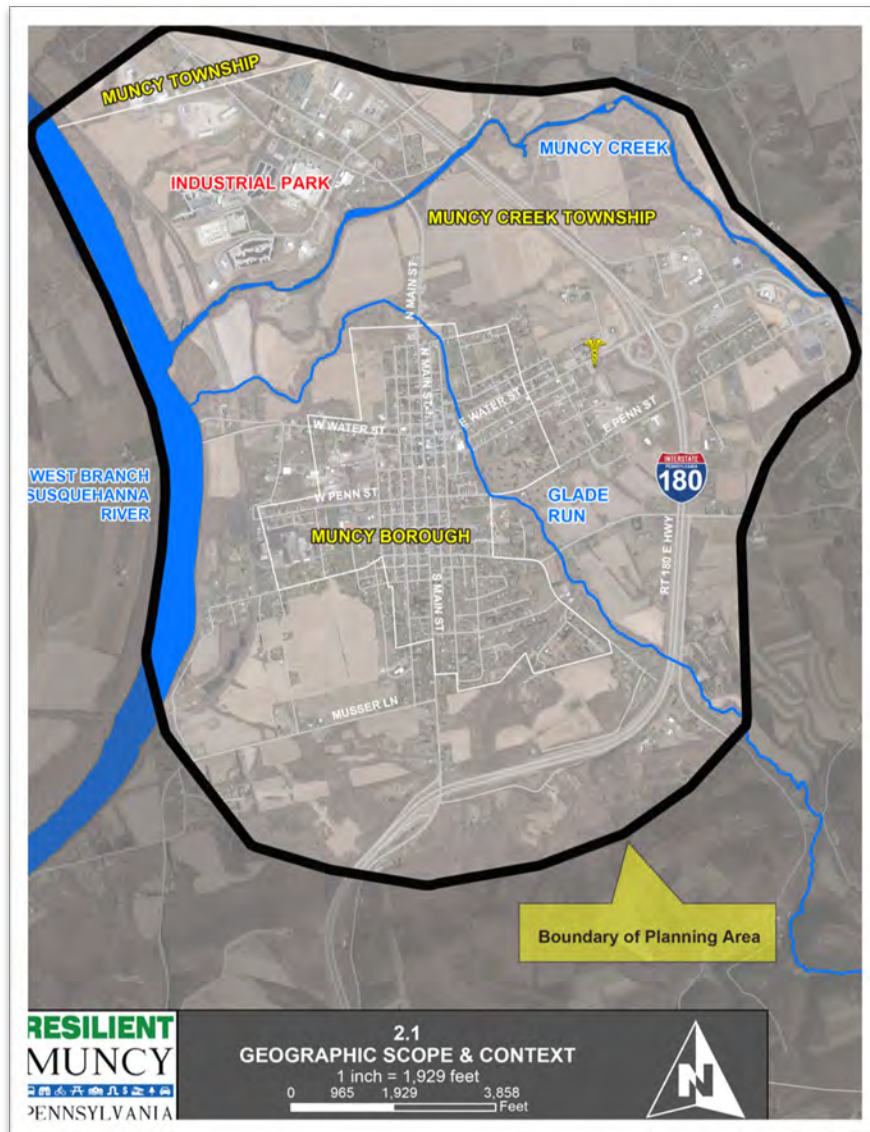 MUNCY TOWNSHIP
MUNCY CREEK
INDUSTRIAL PARK
MUNCY CREEK TOWNSHIP
N MAIN ST
N MAIN ST
E WATER ST
W WATER ST
E PENN ST
INTERSTATE
PENNSYLVANIA
180
WEST BRANCH
SUSQUEHANNA
RIVER
W PENN ST
GLADE
RUN
MUNCY BOROUGH
RT 180 E HWY
S MAIN ST
MUSSER LN
Boundary of Planning Area
RESILIENT
MUNCY
PENNSYLVANIA
2.1
GEOGRAPHIC SCOPE & CONTEXT
1 inch = 1,929 feet
0 965 1,929 3,858
Feet
N